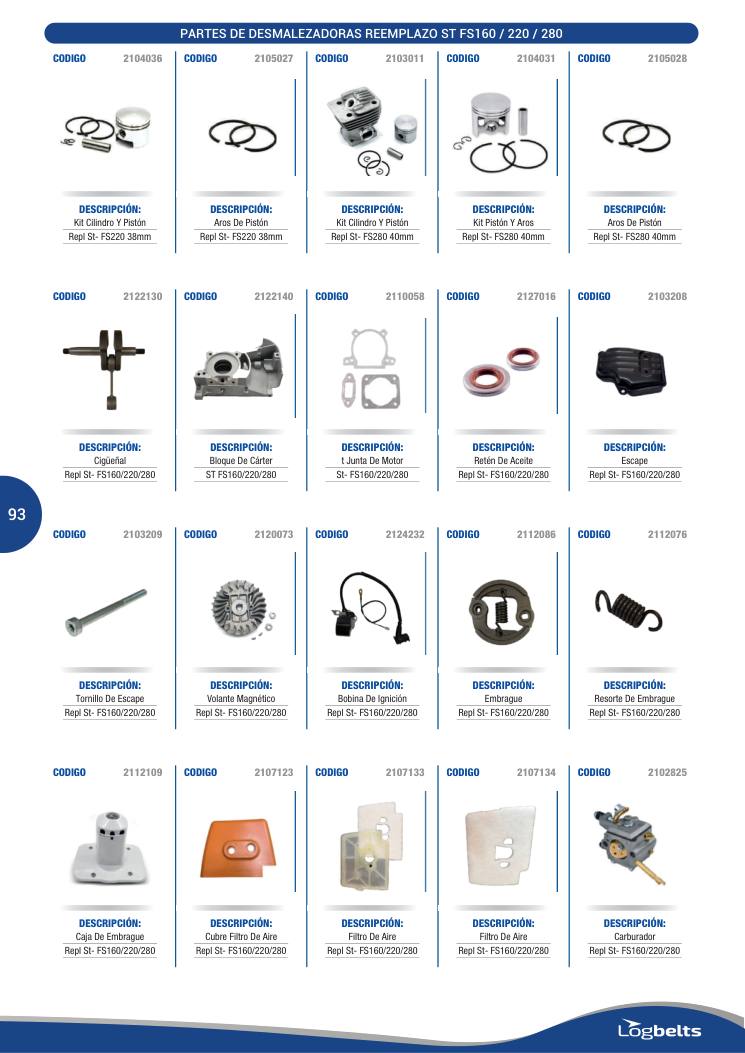 PARTES DE DESMALEZADORAS REEMPLAZO ST FS160 / 220 / 280
CODIGO 2104036
CODIGO 2105027
CODIGO 2103011
CODIGO 2104031
CODIGO 2105028
DESCRIPCIÓN:
Kit Cilindro Y Pistón
Repl St- FS220 38mm
DESCRIPCIÓN:
Aros De Pistón
Repl St- FS220 38mm
DESCRIPCIÓN:
Kit Cilindro Y Pistón
Repl St- FS280 40mm
DESCRIPCIÓN:
Kit Pistón Y Aros
Repl St- FS280 40mm
DESCRIPCIÓN:
Aros De Pistón
Repl St- FS280 40mm
CODIGO 2122130
CODIGO 2122140
CODIGO 2110058
CODIGO 2127016
CODIGO 2103208
DESCRIPCIÓN:
Cigüeñal
Repl St- FS160/220/280
DESCRIPCIÓN:
Bloque De Cárter
ST FS160/220/280
DESCRIPCIÓN:
t Junta De Motor
St- FS160/220/280
DESCRIPCIÓN:
Retén De Aceite
Repl St- FS160/220/280
DESCRIPCIÓN:
Escape
Repl St- FS160/220/280
93
CODIGO 2103209
CODIGO 2120073
CODIGO 2124232
CODIGO 2112086
CODIGO 2112076
DESCRIPCIÓN:
Tornillo De Escape
Repl St- FS160/220/280
DESCRIPCIÓN:
Volante Magnético
Repl St- FS160/220/280
DESCRIPCIÓN:
Bobina De Ignición
Repl St- FS160/220/280
DESCRIPCIÓN:
Embrague
Repl St- FS160/220/280
DESCRIPCIÓN:
Resorte De Embrague
Repl St- FS160/220/280
CODIGO 2112109
CODIGO 2107123
CODIGO 2107133
CODIGO 2107134
CODIGO 2102825
DESCRIPCIÓN:
Caja De Embrague
Repl St- FS160/220/280
DESCRIPCIÓN:
Cubre Filtro De Aire
Repl St- FS160/220/280
DESCRIPCIÓN:
Filtro De Aire
Repl St- FS160/220/280
DESCRIPCIÓN:
Filtro De Aire
Repl St- FS160/220/280
DESCRIPCIÓN:
Carburador
Repl St- FS160/220/280
Logbelts